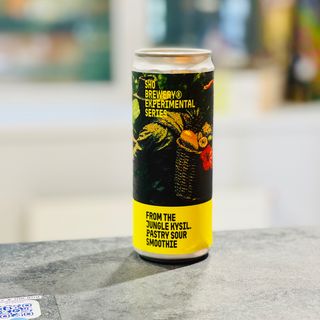 SHO
BREWERY®
EXPERIMENTAL
SERIES
FROM THE
JUNGLE KYSIL.
PASTRY SOUR
SMOOTHIE